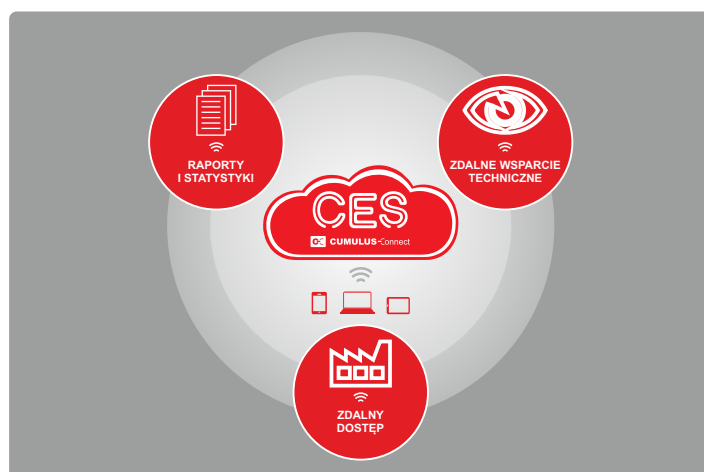 RAPORTY
I STATYSTYKI
ZDALNE WSPARCIE
TECHNICZNE
CES
CUMULUS-Connect
ZDALNY
DOSTĘP